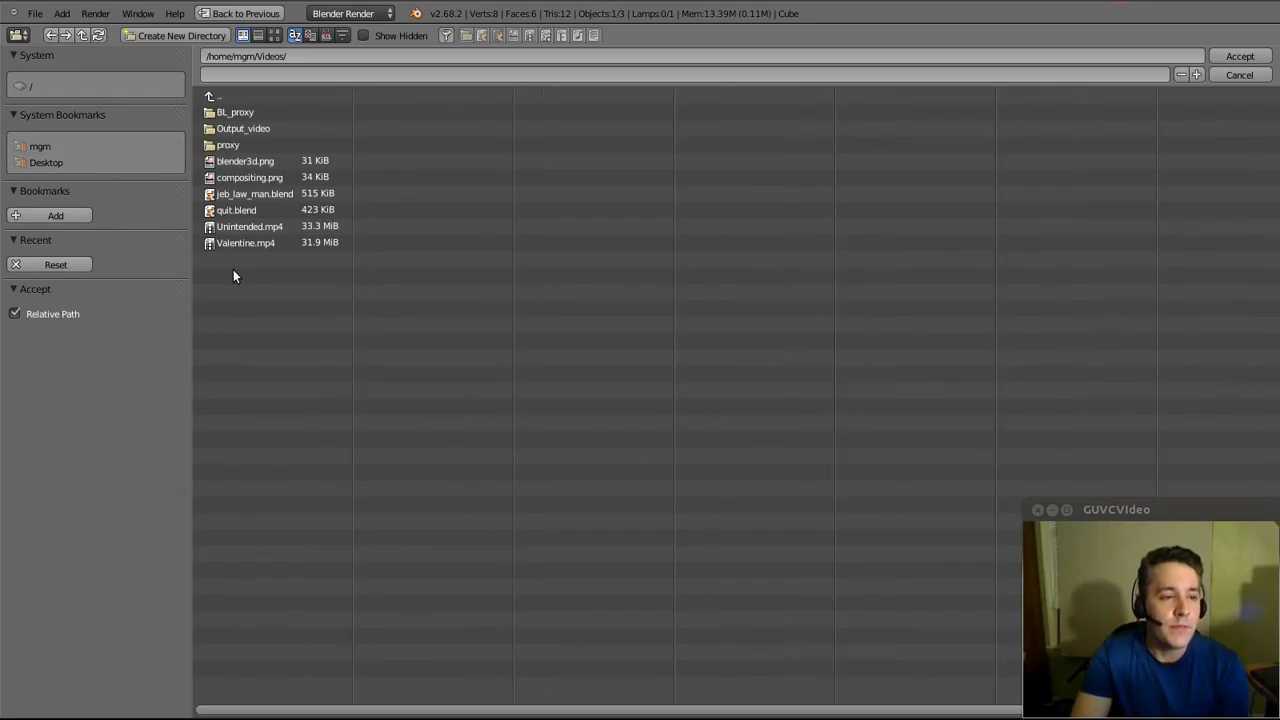 File Add Render Window Help Back to Previous Blender Render v2.68.2 | Verts:8 | Faces:6 | Tris:12 | Objects:1/3 | Lamps:0/1 | Mem:13.39M (0.11M) | Cube
Create New Directory Show Hidden
System
/
System Bookmarks
mgm
Desktop
Bookmarks
Add
Recent
Reset
Accept
Relative Path
/home/mgm/Videos/ Accept
Cancel
..
BL_proxy
Output_video
proxy
blender3d.png 31 KiB
compositing.png 34 KiB
jeb_law_man.blend 515 KiB
quit.blend 423 KiB
Unintended.mp4 33.3 MiB
Valentine.mp4 31.9 MiB
GUVCVideo